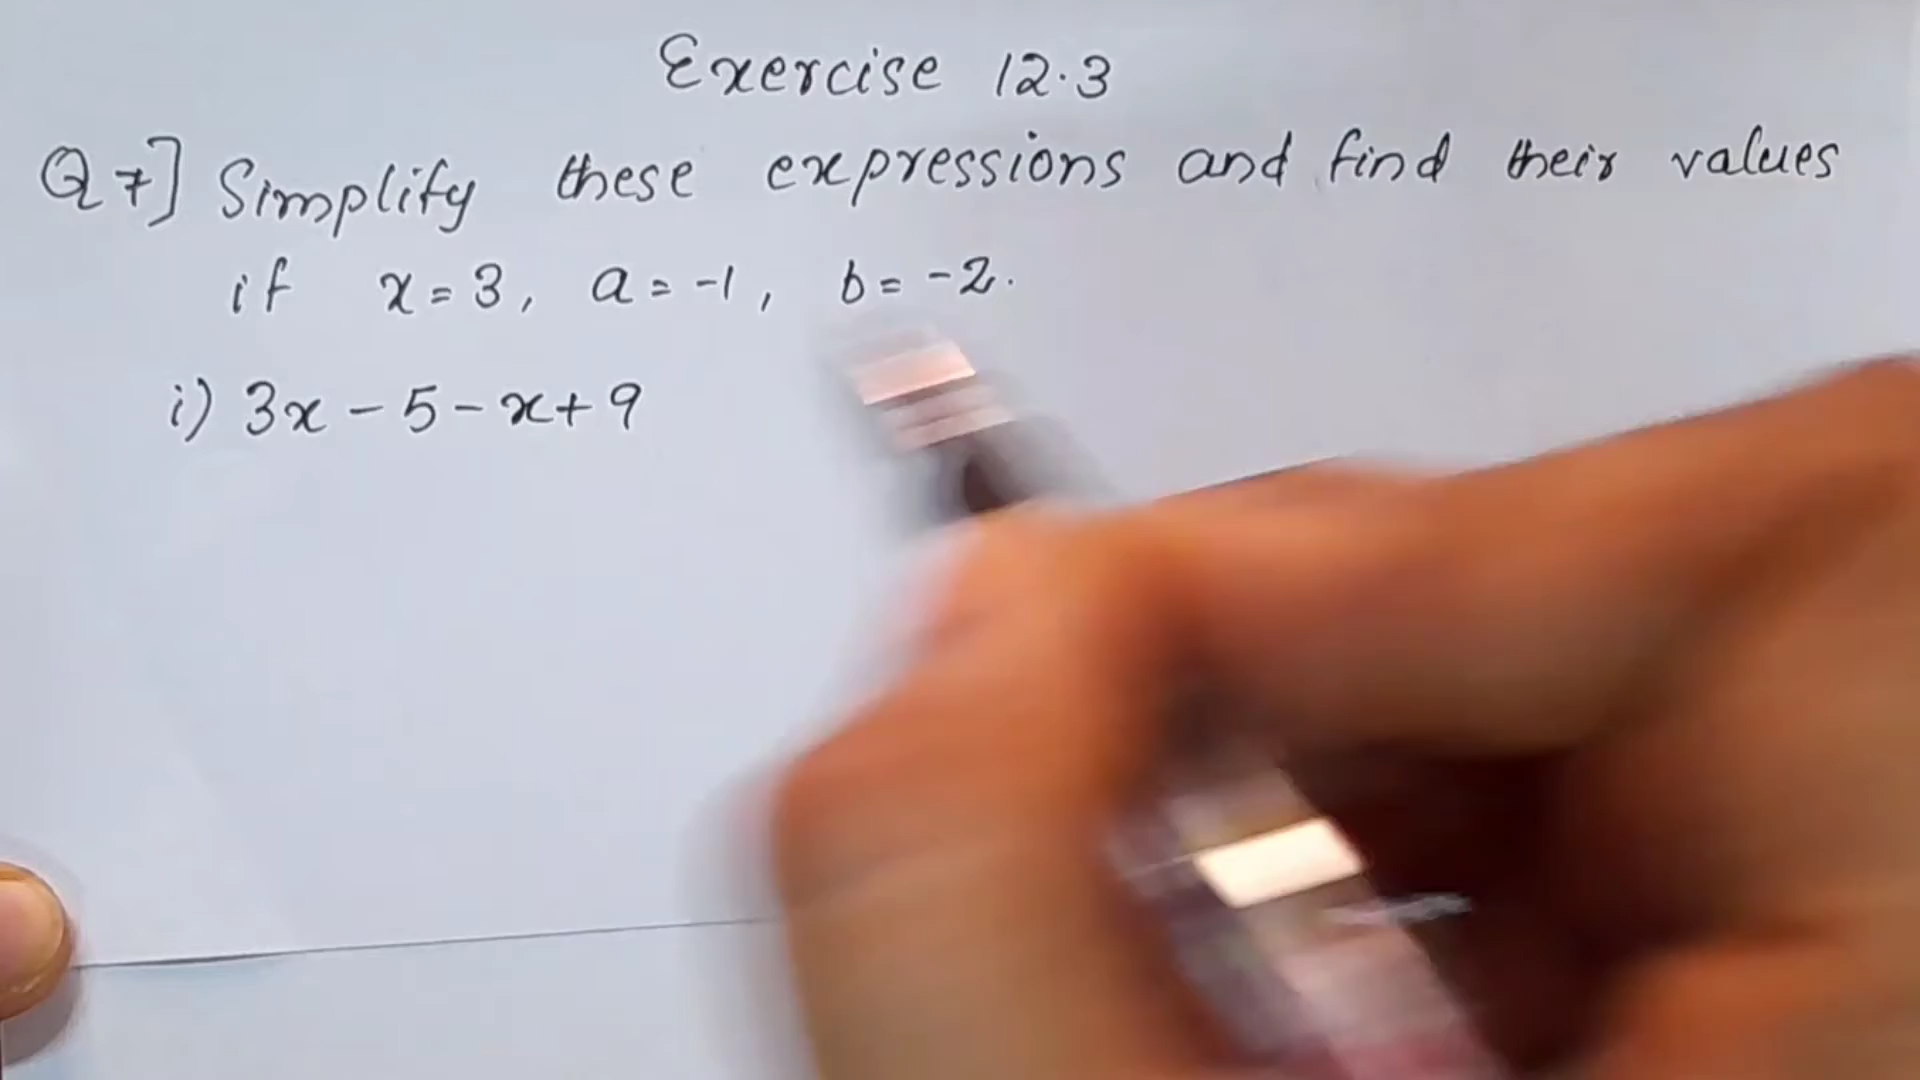 Exercise 12.3
Q7] Simplify these expressions and find their values
if x = 3, a = -1, b = -2.
i) 3x - 5 - x + 9